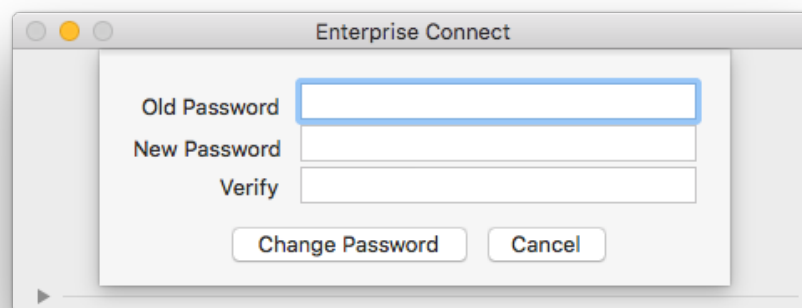 Enterprise Connect
Old Password
New Password
Verify
Change Password Cancel